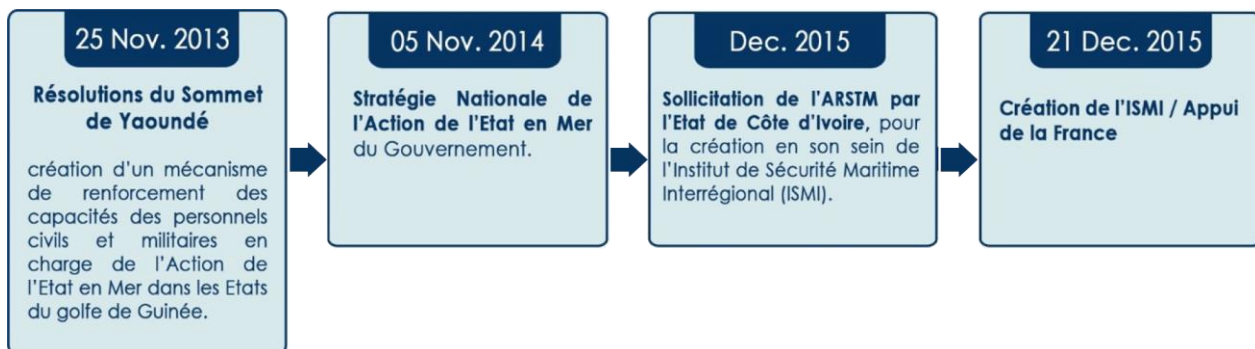 25 Nov. 2013
Résolutions du Sommet
de Yaoundé
création d'un mécanisme
de renforcement des
capacités des personnels
civils et militaires en
charge de l'Action de
l'Etat en Mer dans les Etats
du golfe de Guinée.
05 Nov. 2014
Stratégie Nationale de
l'Action de l'Etat en Mer
du Gouvernement.
Dec. 2015
Sollicitation de l'ARSTM par
l'Etat de Côte d'Ivoire, pour
la création en son sein de
l'Institut de Sécurité Maritime
Interrégional (ISMI).
21 Dec. 2015
Création de l'ISMI / Appui
de la France